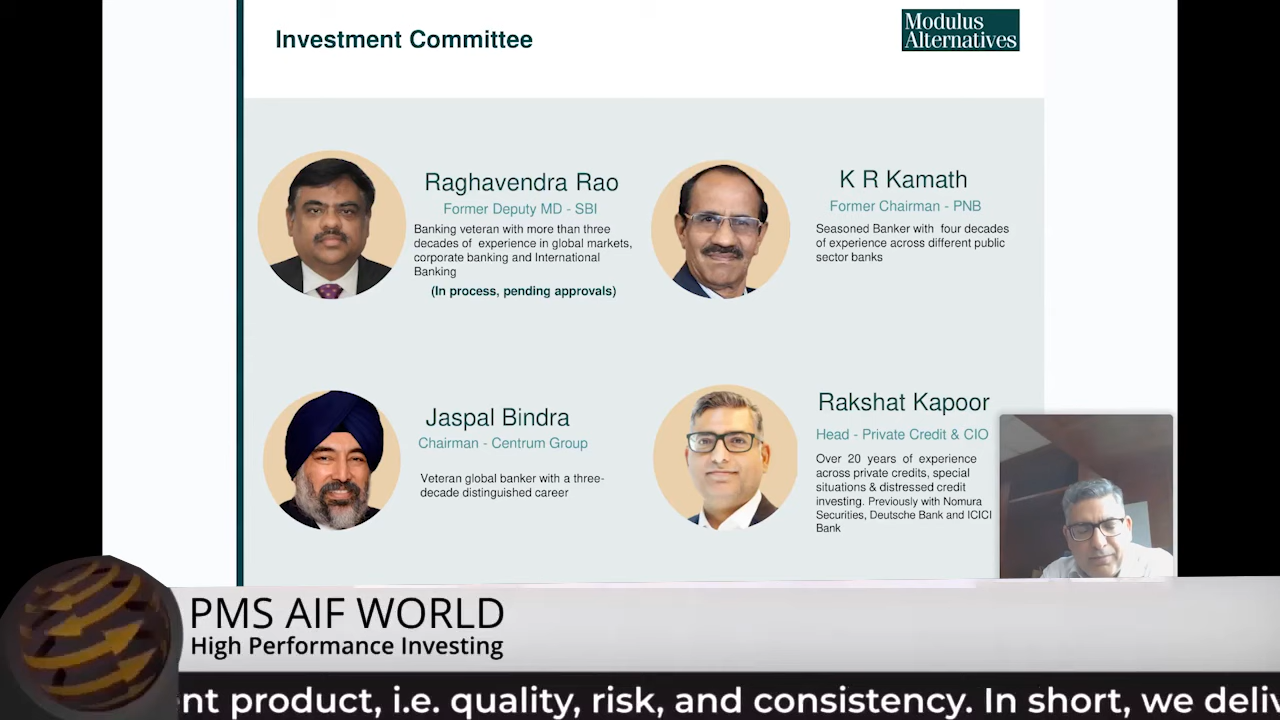 Investment Committee
Modulus
Alternatives
Raghavendra Rao
Former Deputy MD - SBI
Banking veteran with more than three
decades of experience in global markets,
corporate banking and International
Banking
(In process, pending approvals)
K R Kamath
Former Chairman - PNB
Seasoned Banker with four decades
of experience across different public
sector banks
Jaspal Bindra
Chairman - Centrum Group
Veteran global banker with a three-
decade distinguished career
Rakshat Kapoor
Head - Private Credit & CIO
Over 20 years of experience
across private credits, special
situations & distressed credit
investing. Previously with Nomura
Securities, Deutsche Bank and ICICI
Bank
PMS AIF WORLD
High Performance Investing
nt product, i.e. quality, risk, and consistency. In short, we deliv